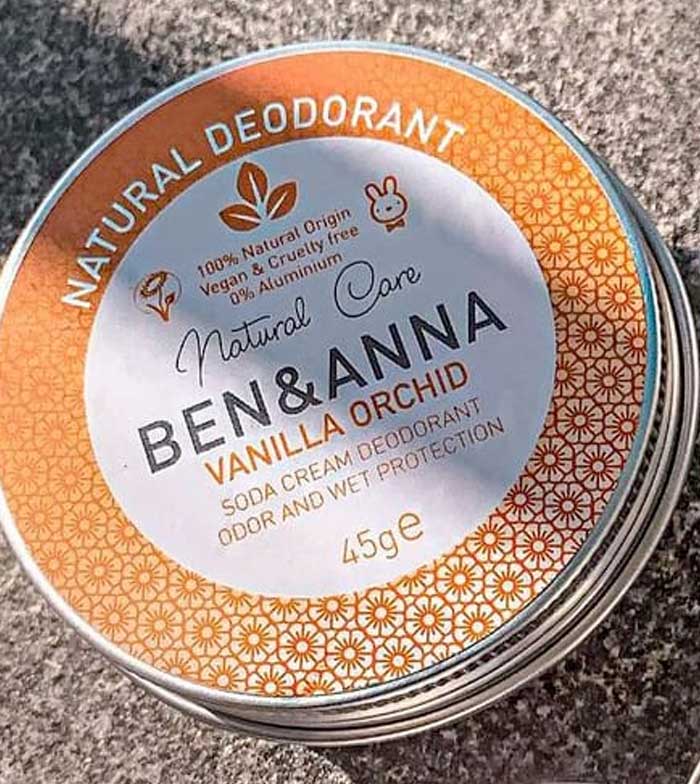 NATURAL DEODORANT
100% Natural Origin
Vegan & Cruelty free
0% Aluminium
Natural Care
BEN&ANNA
VANILLA ORCHID
SODA CREAM DEODORANT
ODOR AND WET PROTECTION
45g℮